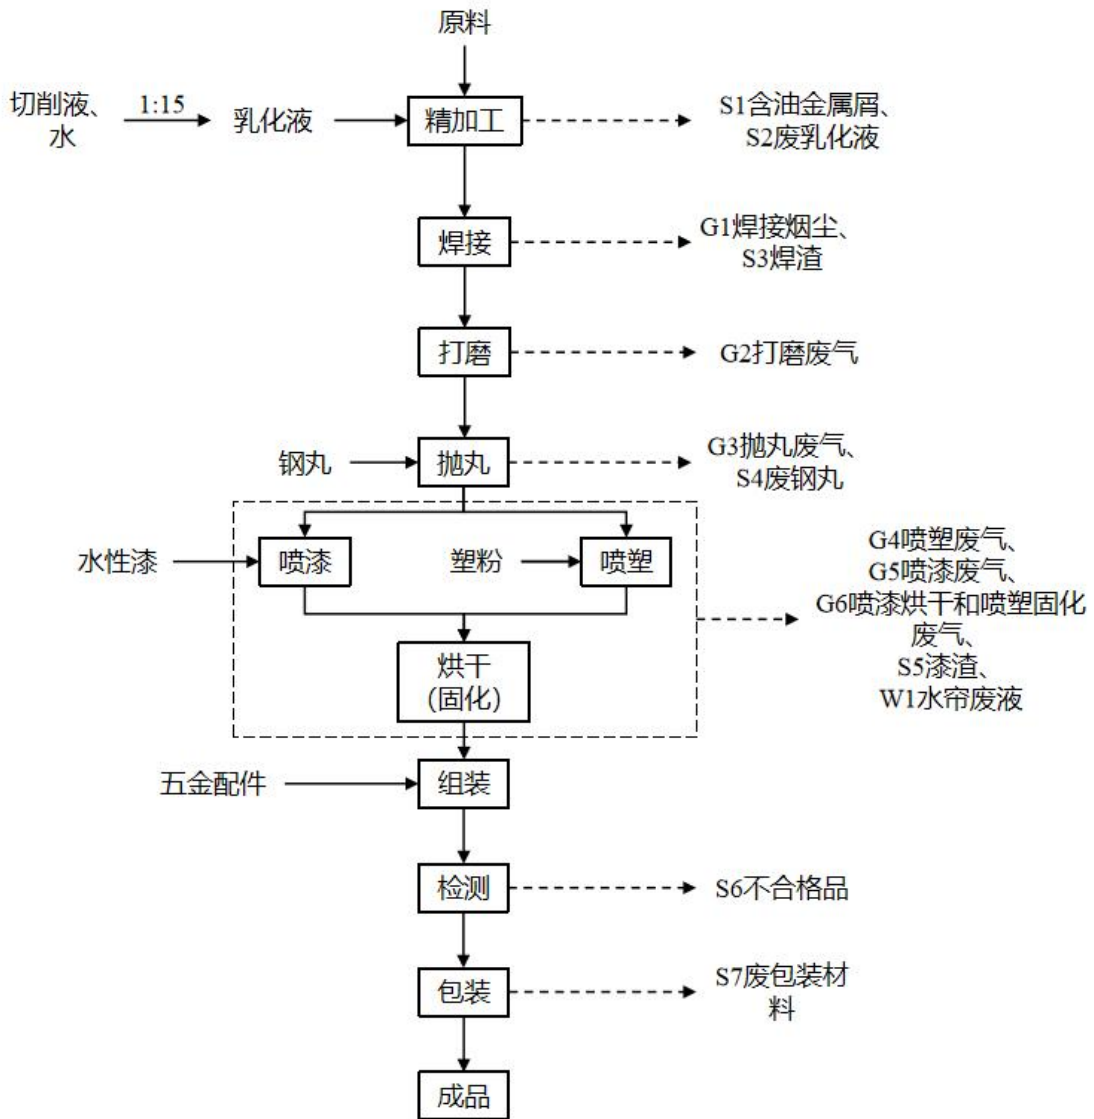 原料
切削液、
水
1:15
乳化液
精加工
S1含油金属屑、
S2废乳化液
焊接
G1焊接烟尘、
S3焊渣
打磨
G2打磨废气
钢丸
抛丸
G3抛丸废气、
S4废钢丸
水性漆
喷漆
塑粉
喷塑
G4喷塑废气、
G5喷漆废气、
G6喷漆烘干和喷塑固化
废气、
S5漆渣、
W1水帘废液
烘干
（固化）
五金配件
组装
检测
S6不合格品
包装
S7废包装材
料
成品